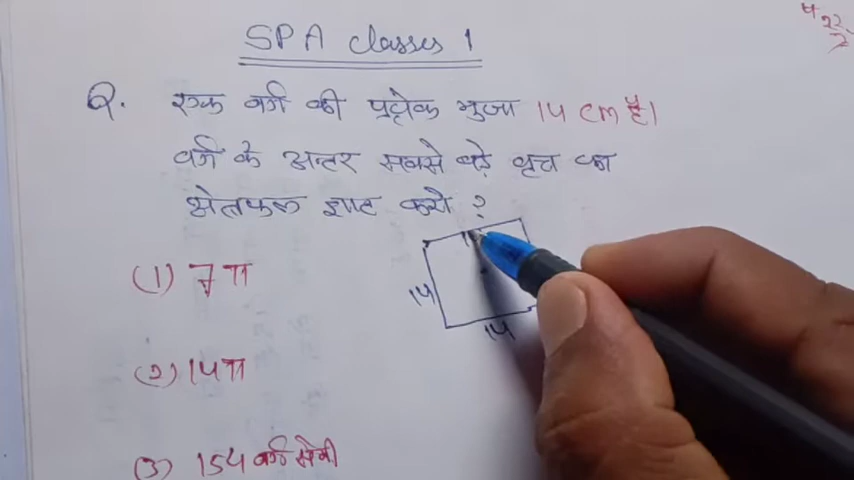 SPA classes 1
Q. एक वर्ग की प्रत्येक भुजा 14 cm है।
वर्ग के अन्दर सबसे बड़े वृत्त का
क्षेत्रफल ज्ञात करो ?
(1) 7π
14
14
(2) 14π
(3) 154 वर्ग सेमी